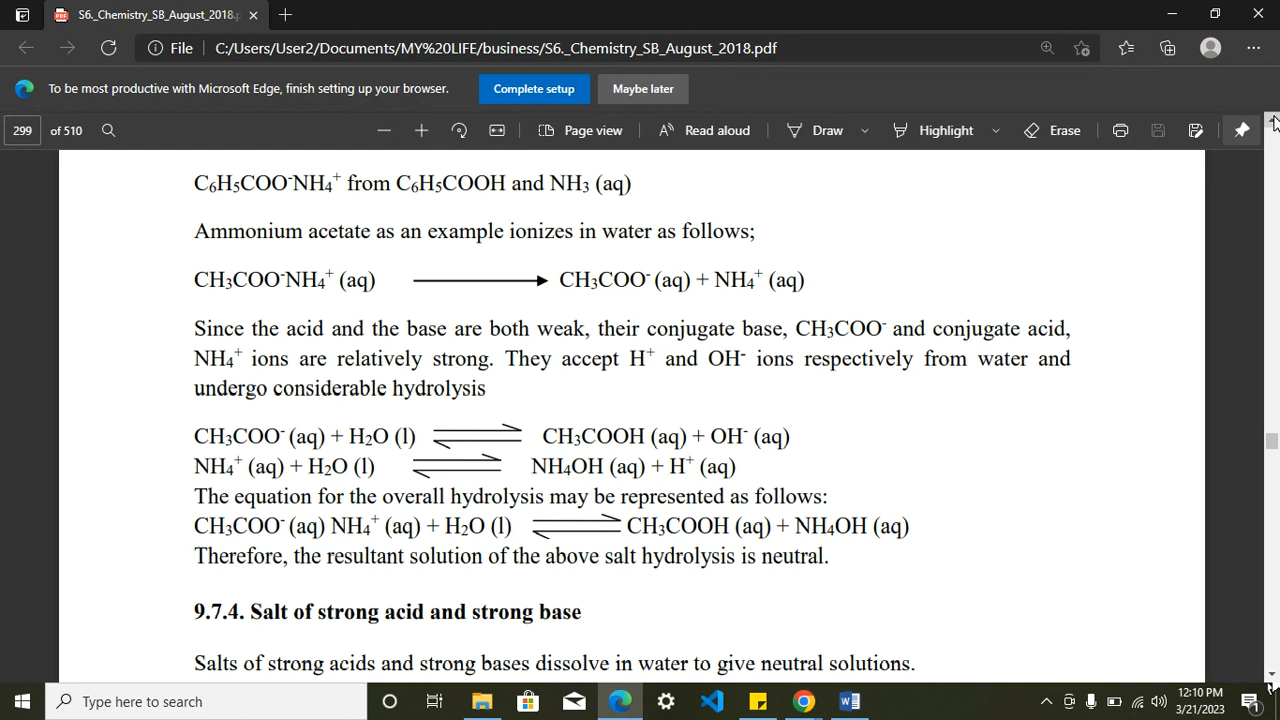 S6._Chemistry_SB_August_2018.p
File C:/Users/User2/Documents/MY%20LIFE/business/S6._Chemistry_SB_August_2018.pdf
To be most productive with Microsoft Edge, finish setting up your browser. Complete setup Maybe later
299 of 510 Page view Read aloud Draw Highlight Erase
C₆H₅COO⁻NH₄⁺ from C₆H₅COOH and NH₃ (aq)
Ammonium acetate as an example ionizes in water as follows;
CH₃COO⁻NH₄⁺ (aq) → CH₃COO⁻ (aq) + NH₄⁺ (aq)
Since the acid and the base are both weak, their conjugate base, CH₃COO⁻ and conjugate acid,
NH₄⁺ ions are relatively strong. They accept H⁺ and OH⁻ ions respectively from water and
undergo considerable hydrolysis
CH₃COO⁻ (aq) + H₂O (l) ⇌ CH₃COOH (aq) + OH⁻ (aq)
NH₄⁺ (aq) + H₂O (l) ⇌ NH₄OH (aq) + H⁺ (aq)
The equation for the overall hydrolysis may be represented as follows:
CH₃COO⁻ (aq) NH₄⁺ (aq) + H₂O (l) ⇌ CH₃COOH (aq) + NH₄OH (aq)
Therefore, the resultant solution of the above salt hydrolysis is neutral.
9.7.4. Salt of strong acid and strong base
Salts of strong acids and strong bases dissolve in water to give neutral solutions.
Type here to search
12:10 PM
3/21/2023
1